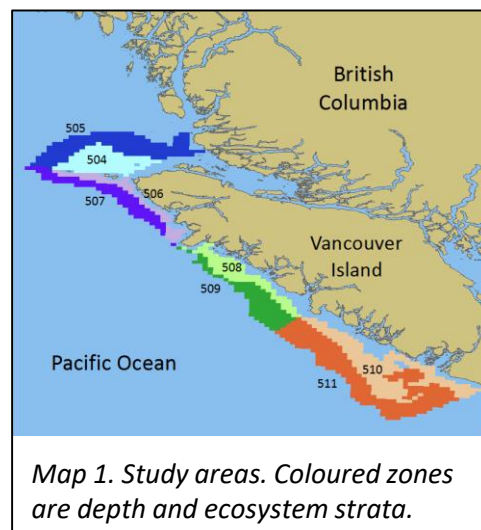 British
Columbia
505
504
506
507
Vancouver
Island
508
509
510
511
Pacific Ocean
Map 1. Study areas. Coloured zones
are depth and ecosystem strata.